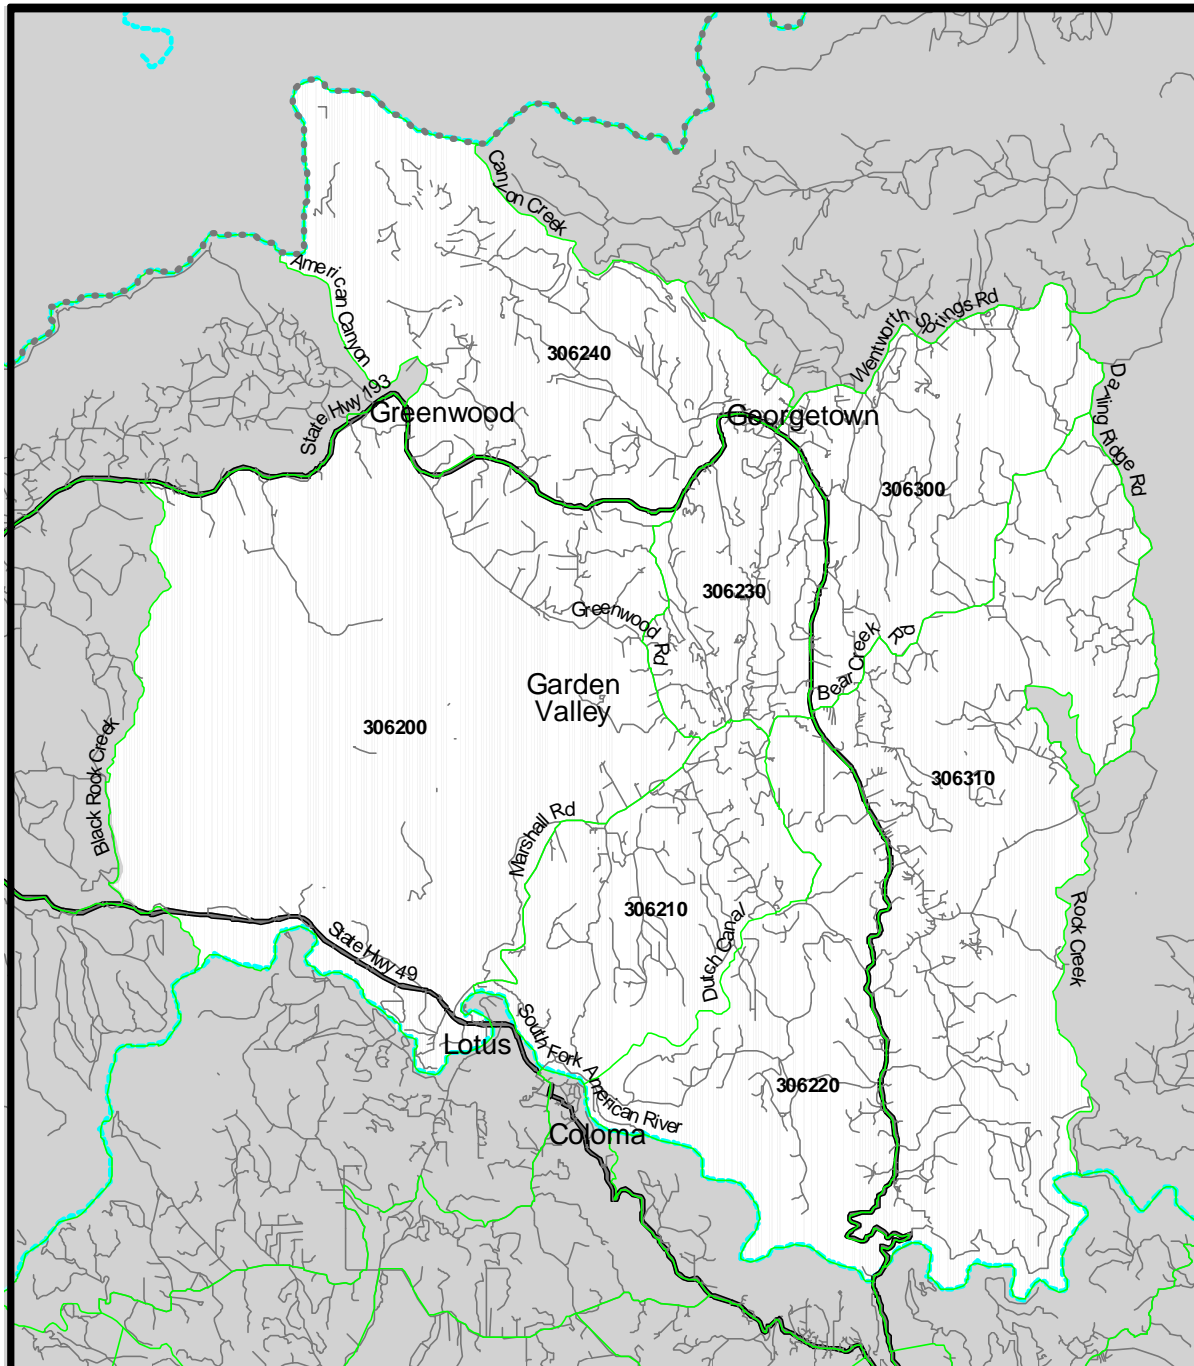 Canyon Creek
American Canyon
Wentworth Springs Rd
306240
Darling Ridge Rd
State Hwy 193
Greenwood
Georgetown
306300
306230
Greenwood Rd
Bear Creek Rd
Garden
Valley
306200
Black Rock Creek
306310
Marshall Rd
306210
Dutch Canal
Rock Creek
State Hwy 49
South Fork American River
Lotus
306220
Coloma